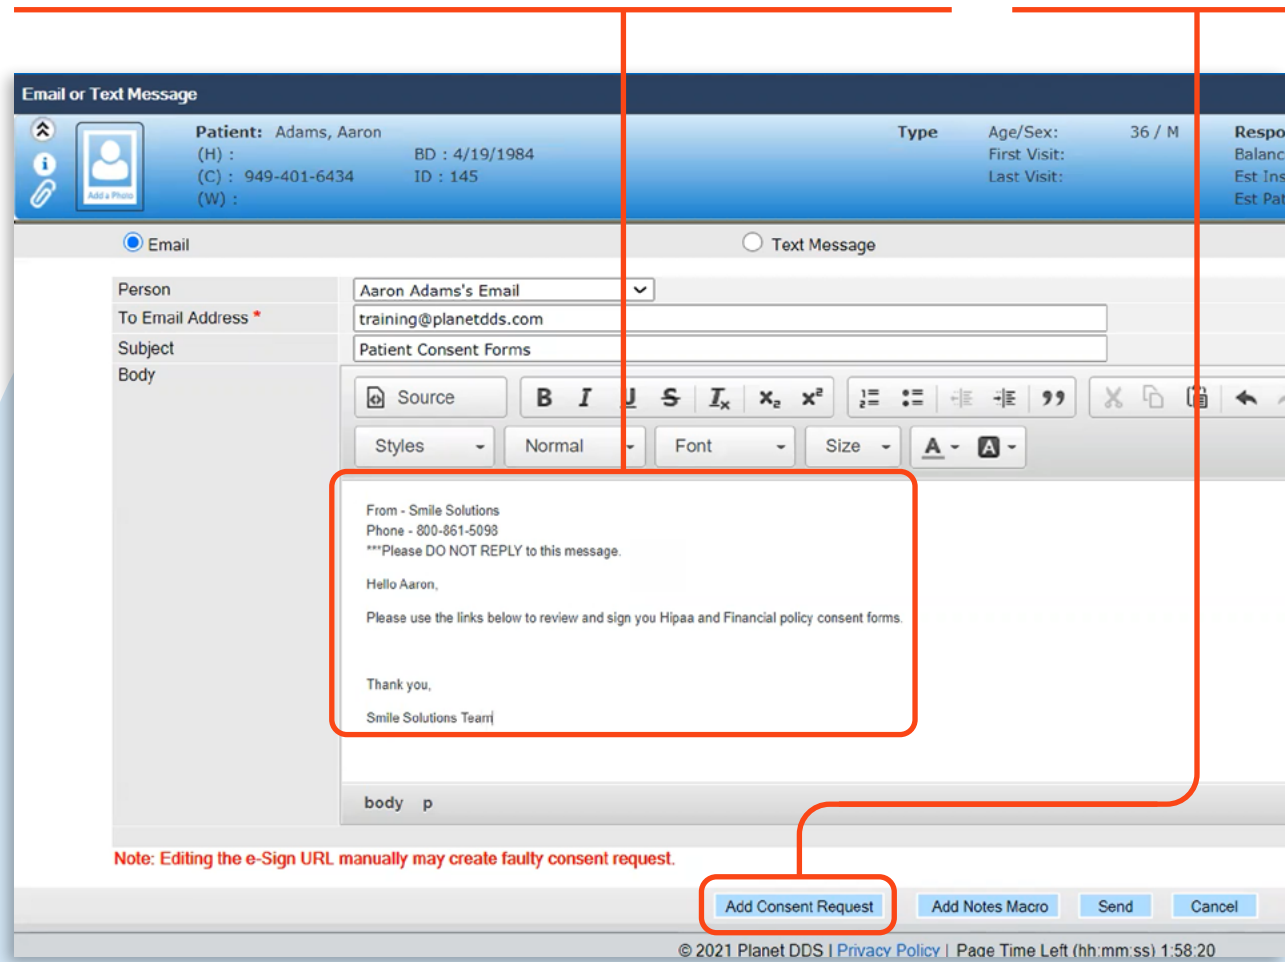 Email or Text Message
Patient: Adams, Aaron
Type
Age/Sex: 36 / M
(H) :
BD : 4/19/1984
First Visit:
(C) : 949-401-6434
ID : 145
Last Visit:
(W) :
Add a Photo
Email
Text Message
Person
Aaron Adams's Email
To Email Address *
training@planetdds.com
Subject
Patient Consent Forms
Body
Source
B I U S Ix x₂ x²
Styles
Normal
Font
Size
A
A
From - Smile Solutions
Phone - 800-861-5098
***Please DO NOT REPLY to this message.
Hello Aaron,
Please use the links below to review and sign you Hipaa and Financial policy consent forms.
Thank you,
Smile Solutions Team
body p
Note: Editing the e-Sign URL manually may create faulty consent request.
Add Consent Request
Add Notes Macro
Send
Cancel
© 2021 Planet DDS | Privacy Policy | Page Time Left (hh:mm:ss) 1:58:20